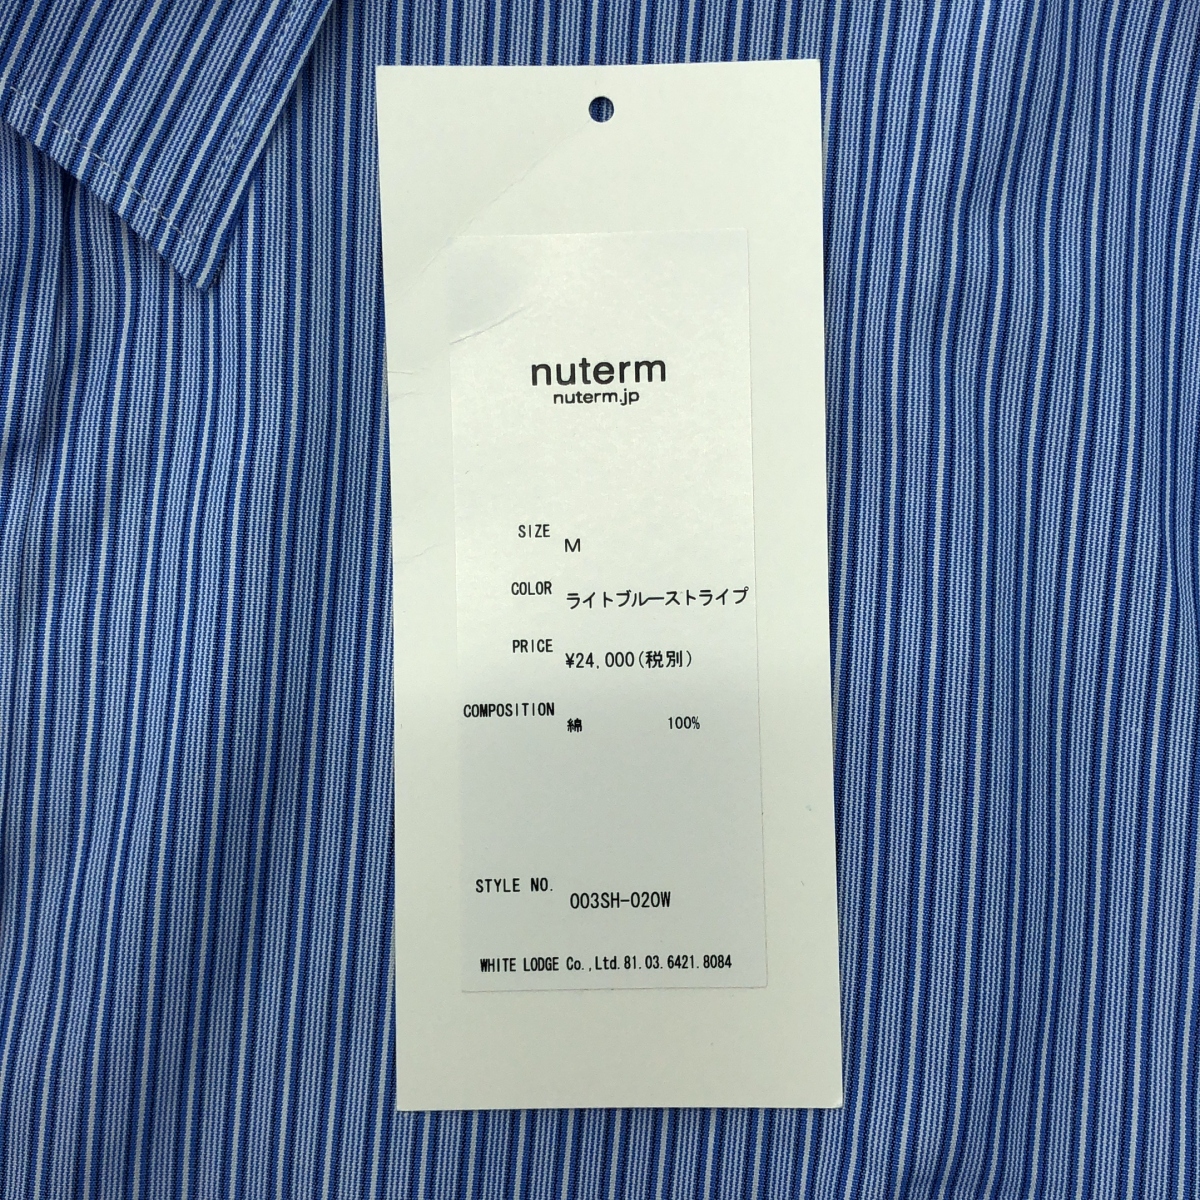 nuterm
nuterm.jp
SIZE M
COLOR ライトブルーストライプ
PRICE ¥24,000(税別)
COMPOSITION 綿 100%
STYLE NO. 003SH-020W
WHITE LODGE Co.,Ltd.81.03.6421.8084